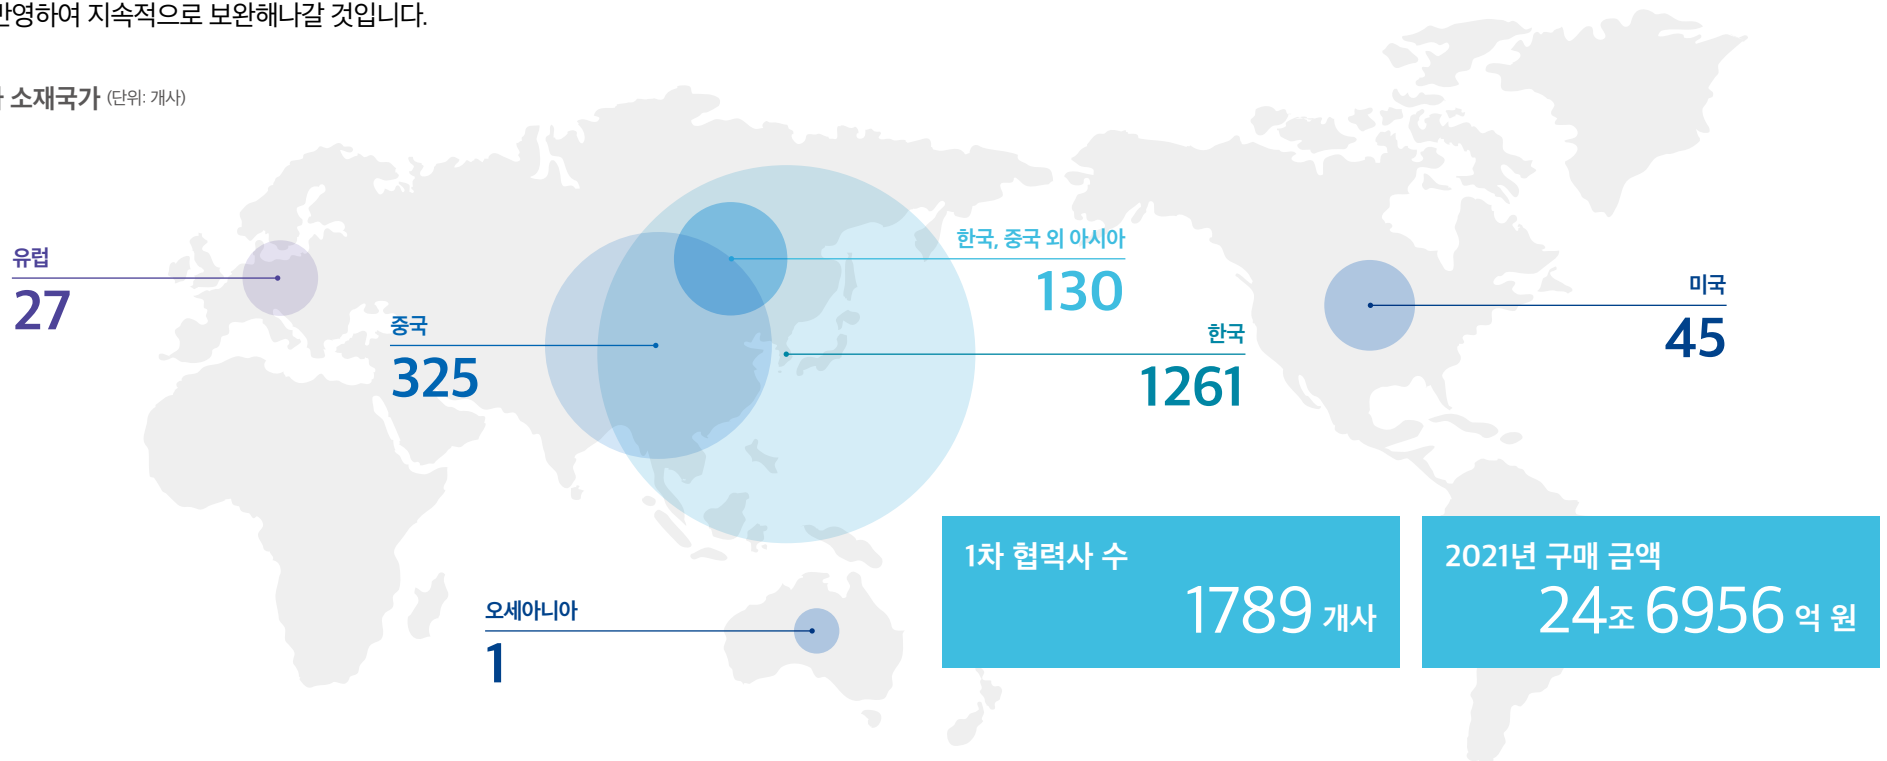 반영하여 지속적으로 보완해나갈 것입니다.
소재국가 (단위: 개사)
유럽
27
중국
325
한국, 중국 외 아시아
130
한국
1261
미국
45
오세아니아
1
1차 협력사 수
1789 개사
2021년 구매 금액
24조 6956 억 원